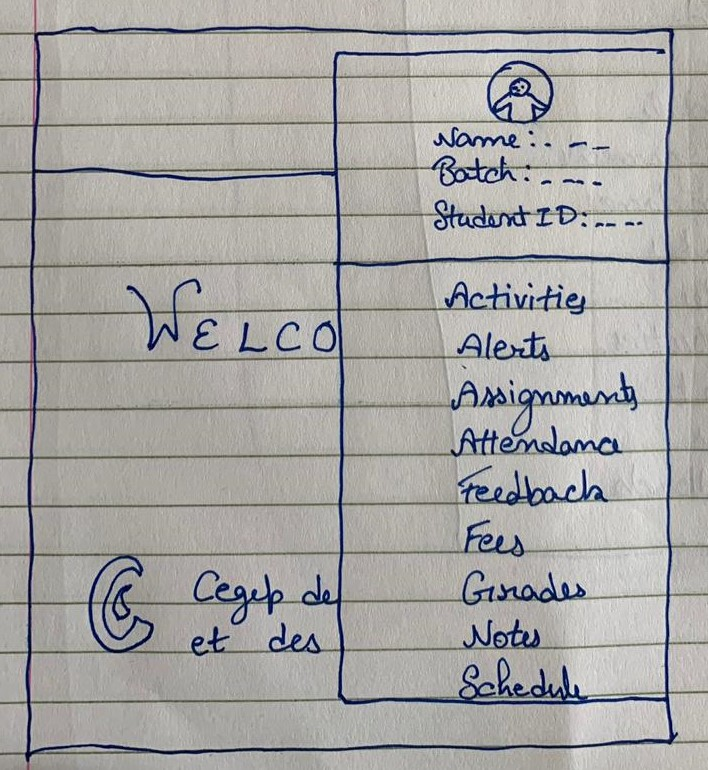 Name:. --
Batch: ---
Student ID: ----
WELCO
Activities
Alerts
Assignments
Attendance
Feedback
Fees
Grades
Notes
Schedule
Cegep de
et des